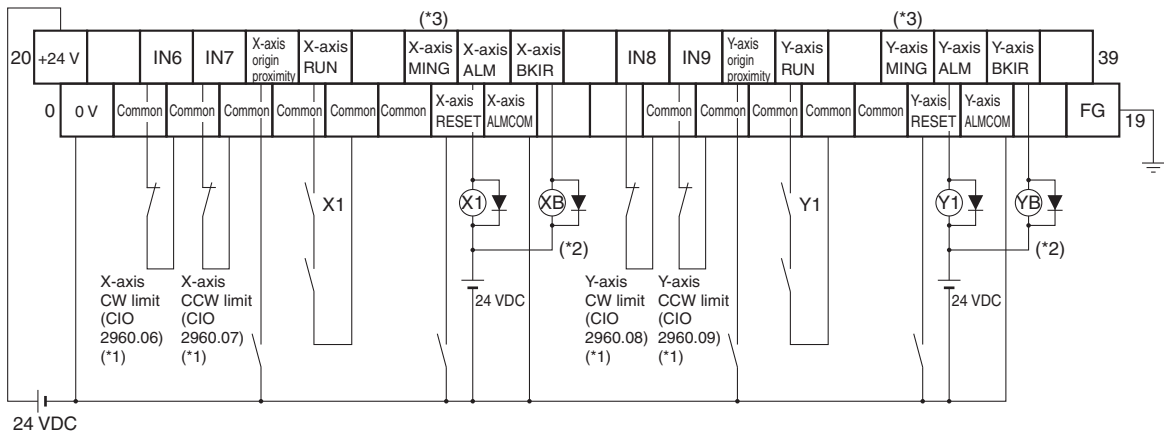 (*3) (*3)
20 +24 V IN6 IN7 X-axis origin proximity X-axis RUN X-axis MING X-axis ALM X-axis BKIR IN8 IN9 Y-axis origin proximity Y-axis RUN Y-axis MING Y-axis ALM Y-axis BKIR 39
0 0 V Common Common Common Common Common Common X-axis RESET X-axis ALMCOM Common Common Common Common Common Y-axis RESET Y-axis ALMCOM FG 19
X1 X1 XB Y1 Y1 YB
(*2) (*2)
X-axis CW limit (CIO 2960.06) (*1)
X-axis CCW limit (CIO 2960.07) (*1)
24 VDC
Y-axis CW limit (CIO 2960.08) (*1)
Y-axis CCW limit (CIO 2960.09) (*1)
24 VDC
24 VDC